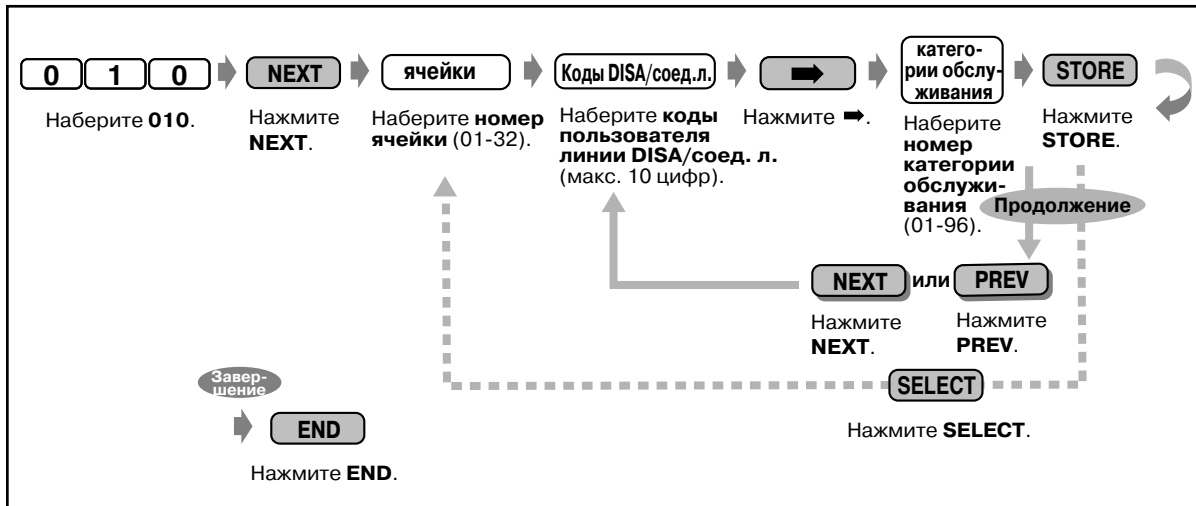 0 1 0
Наберите 010.
NEXT
Нажмите
NEXT.
ячейки
Наберите номер
ячейки (01-32).
Коды DISA/соед.л.
Наберите коды
пользователя
линии DISA/соед. л.
(макс. 10 цифр).
➡
Нажмите ➡.
катего-
рии обслу-
живания
Наберите
номер
категории
обслужи-
вания
(01-96).
STORE
Нажмите
STORE.
Продолжение
NEXT или PREV
Нажмите
NEXT.
Нажмите
PREV.
SELECT
Нажмите SELECT.
Завер-
шение
END
Нажмите END.